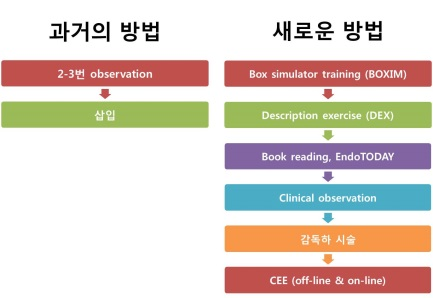 과거의 방법
2-3번 observation
삽입
새로운 방법
Box simulator training (BOXIM)
Description exercise (DEX)
Book reading, EndoTODAY
Clinical observation
감독하 시술
CEE (off-line & on-line)